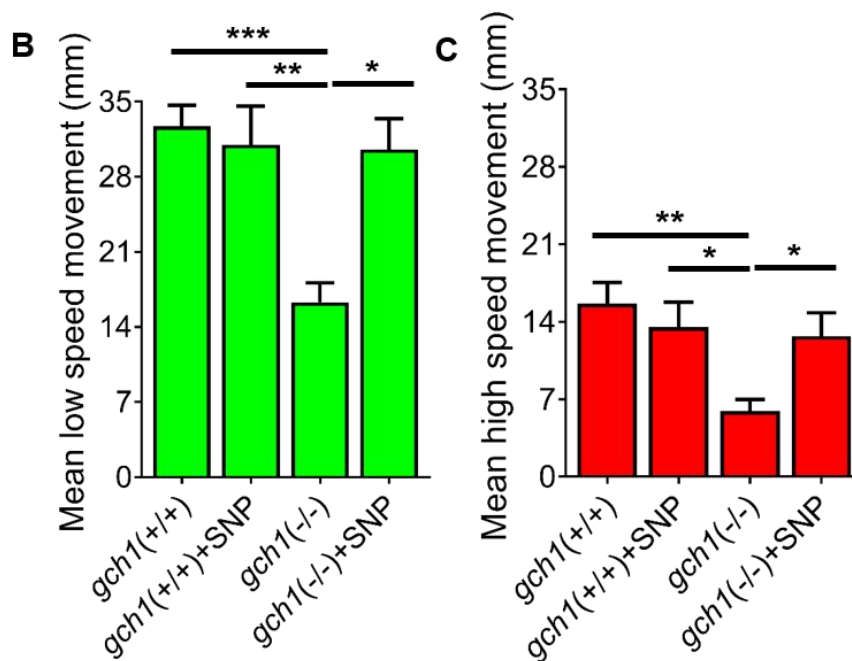 B
***
**
*
Mean low speed movement (mm)
35
28
21
14
7
0
gch1(+/+)
gch1(+/+)+SNP
gch1(-/-)
gch1(-/-)+SNP
C
**
*
*
Mean high speed movement (mm)
35
28
21
14
7
0
gch1(+/+)
gch1(+/+)+SNP
gch1(-/-)
gch1(-/-)+SNP